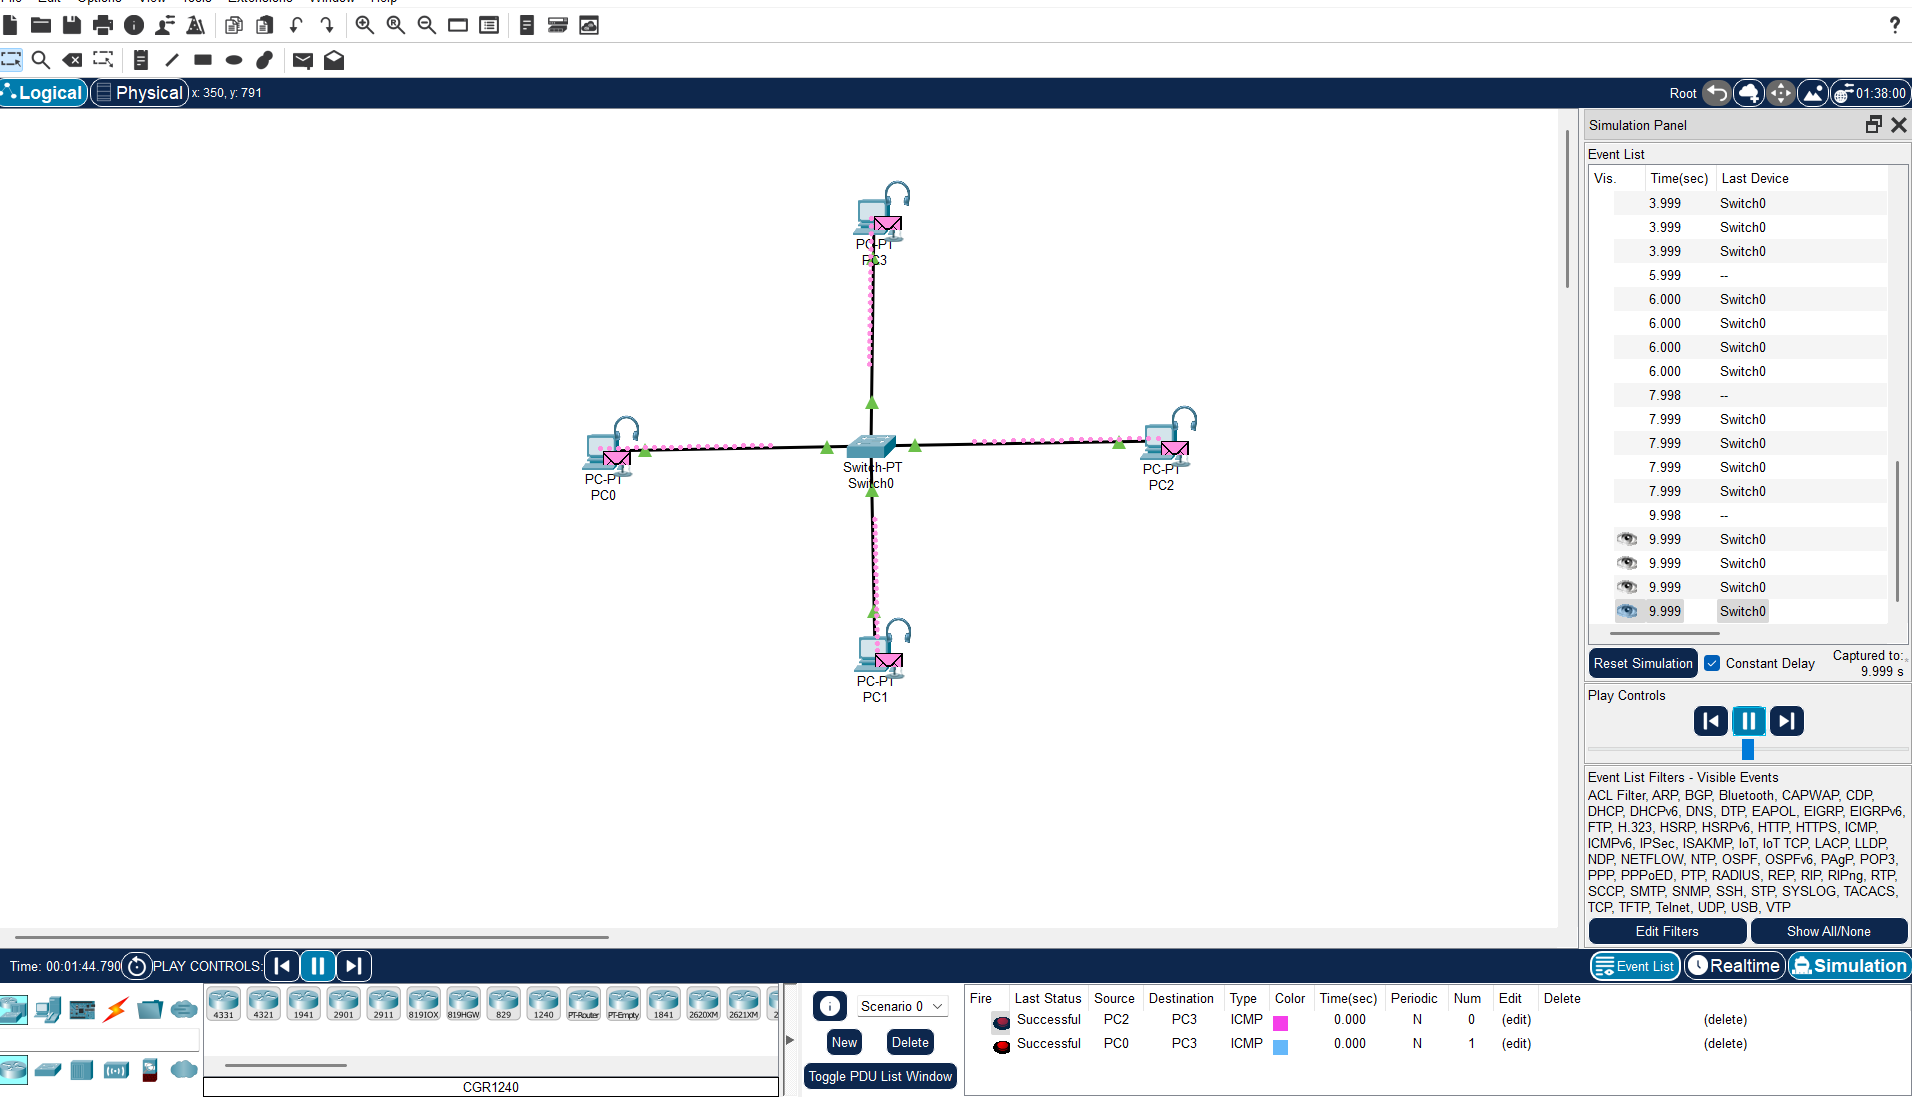 File Edit Options View Tools Extensions Window Help
?
Logical Physical x: 350, y: 791 Root 01:38:00
Simulation Panel
Event List
Vis. Time(sec) Last Device
3.999 Switch0
3.999 Switch0
3.999 Switch0
5.999 --
6.000 Switch0
6.000 Switch0
6.000 Switch0
6.000 Switch0
7.998 --
7.999 Switch0
7.999 Switch0
7.999 Switch0
7.999 Switch0
9.998 --
9.999 Switch0
9.999 Switch0
9.999 Switch0
9.999 Switch0
Reset Simulation Constant Delay Captured to:
9.999 s
Play Controls
Event List Filters - Visible Events
ACL Filter, ARP, BGP, Bluetooth, CAPWAP, CDP,
DHCP, DHCPv6, DNS, DTP, EAPOL, EIGRP, EIGRPv6,
FTP, H.323, HSRP, HSRPv6, HTTP, HTTPS, ICMP,
ICMPv6, IPSec, ISAKMP, IoT, IoT TCP, LACP, LLDP,
NDP, NETFLOW, NTP, OSPF, OSPFv6, PAgP, POP3,
PPP, PPPoED, PTP, RADIUS, REP, RIP, RIPng, RTP,
SCCP, SMTP, SNMP, SSH, STP, SYSLOG, TACACS,
TCP, TFTP, Telnet, UDP, USB, VTP
Edit Filters Show All/None
PC-PT
PC3
PC-PT
PC0
Switch-PT
Switch0
PC-PT
PC2
PC-PT
PC1
Time: 00:01:44.790 PLAY CONTROLS:
Event List Realtime Simulation
4331 4321 1941 2901 2911 819IOX 819HGW 829 1240 PT-Router PT-Empty 1841 2620XM 2621XM 2
CGR1240
Scenario 0
New Delete
Toggle PDU List Window
Fire Last Status Source Destination Type Color Time(sec) Periodic Num Edit Delete
Successful PC2 PC3 ICMP 0.000 N 0 (edit) (delete)
Successful PC0 PC3 ICMP 0.000 N 1 (edit) (delete)